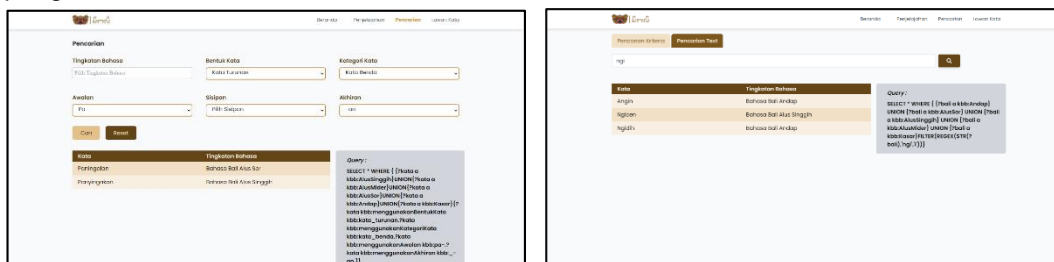 Beranda Penjelajahan Pencarian Lawan Kata
Pencarian
Tingkatan Bahasa Bentuk Kata Kategori Kata
Pilih Tingkatan Bahasa Kata Turunan Kata Benda
Awalan Sisipan Akhiran
Pa Pilih Sisipan an
Cari Reset
Kata Tingkatan Bahasa
Paningalan Bahasa Bali Alus Sor
Panyingakan Bahasa Bali Alus Singgih
Query :
SELECT * WHERE { {?kata a
kbb:AlusSinggih}UNION{?kata a
kbb:AlusMider}UNION{?kata a
kbb:AlusSor}UNION{?kata a
kbb:Andap}UNION{?kata a kbb:Kasar}{?
kata kbb:menggunakanBentukKata
kbb:kata_turunan.?kata
kbb:menggunakanKategoriKata
kbb:kata_benda.?kata
kbb:menggunakanAwalan kbb:pa-.?
kata kbb:menggunakanAkhiran kbb:_-
an.}}
Beranda Penjelajahan Pencarian Lawan Kata
Pencarian Kriteria Pencarian Text
ngi
Kata Tingkatan Bahasa
Angin Bahasa Bali Andap
Ngiben Bahasa Bali Alus Singgih
Ngidih Bahasa Bali Andap
Query :
SELECT * WHERE { {?bali a kbb:Andap}
UNION {?bali a kbb:AlusSor} UNION {?bali
a kbb:AlusSinggih} UNION {?bali a
kbb:AlusMider} UNION {?bali a
kbb:Kasar}FILTER(REGEX(STR(?
bali),'ngi','i'))}